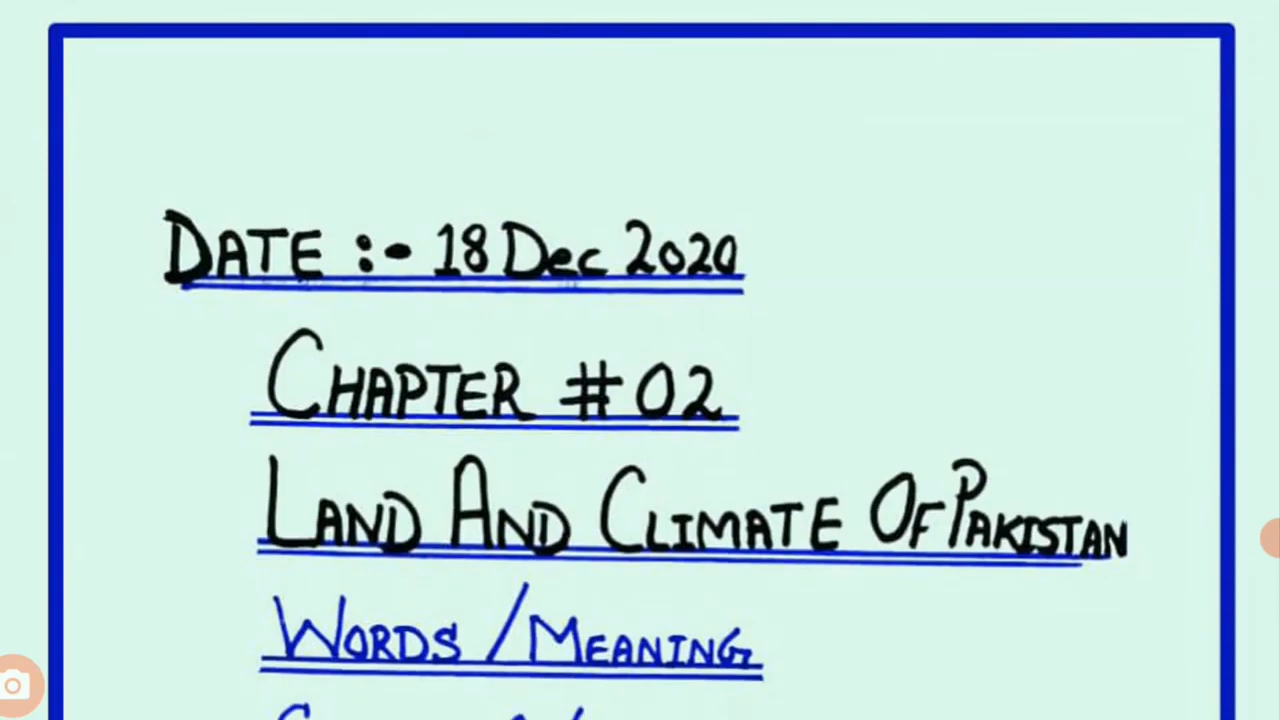 DATE :- 18 Dec 2020
CHAPTER # 02
LAND AND CLIMATE OF PAKISTAN
WORDS / MEANING